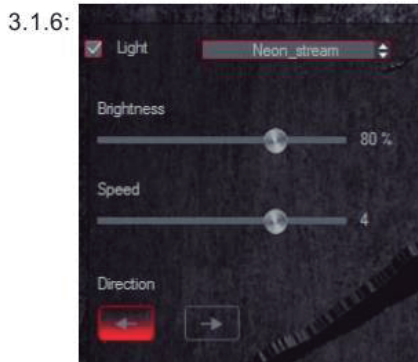 3.1.6:
Light Neon_stream
Brightness
80 %
Speed
4
Direction